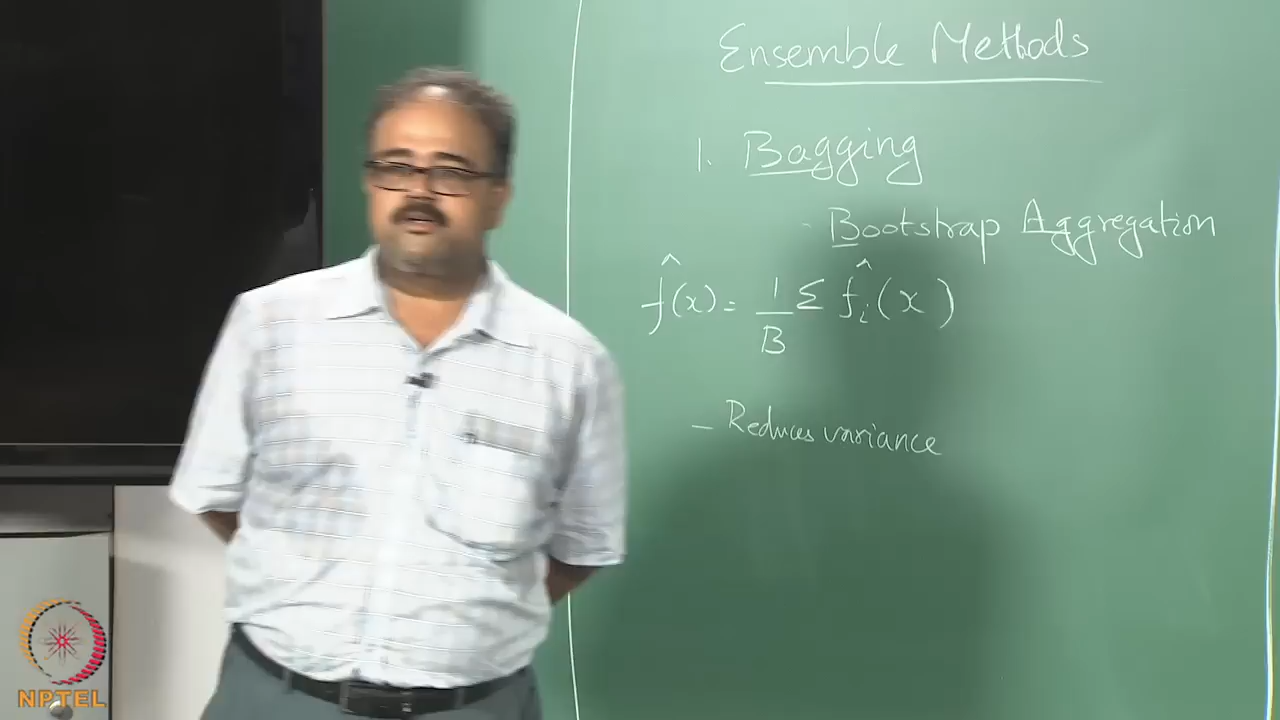 Ensemble Methods
1. Bagging
- Bootstrap Aggregation
f̂(x) = 1/B Σ f̂ᵢ(x)
- Reduces variance
NPTEL